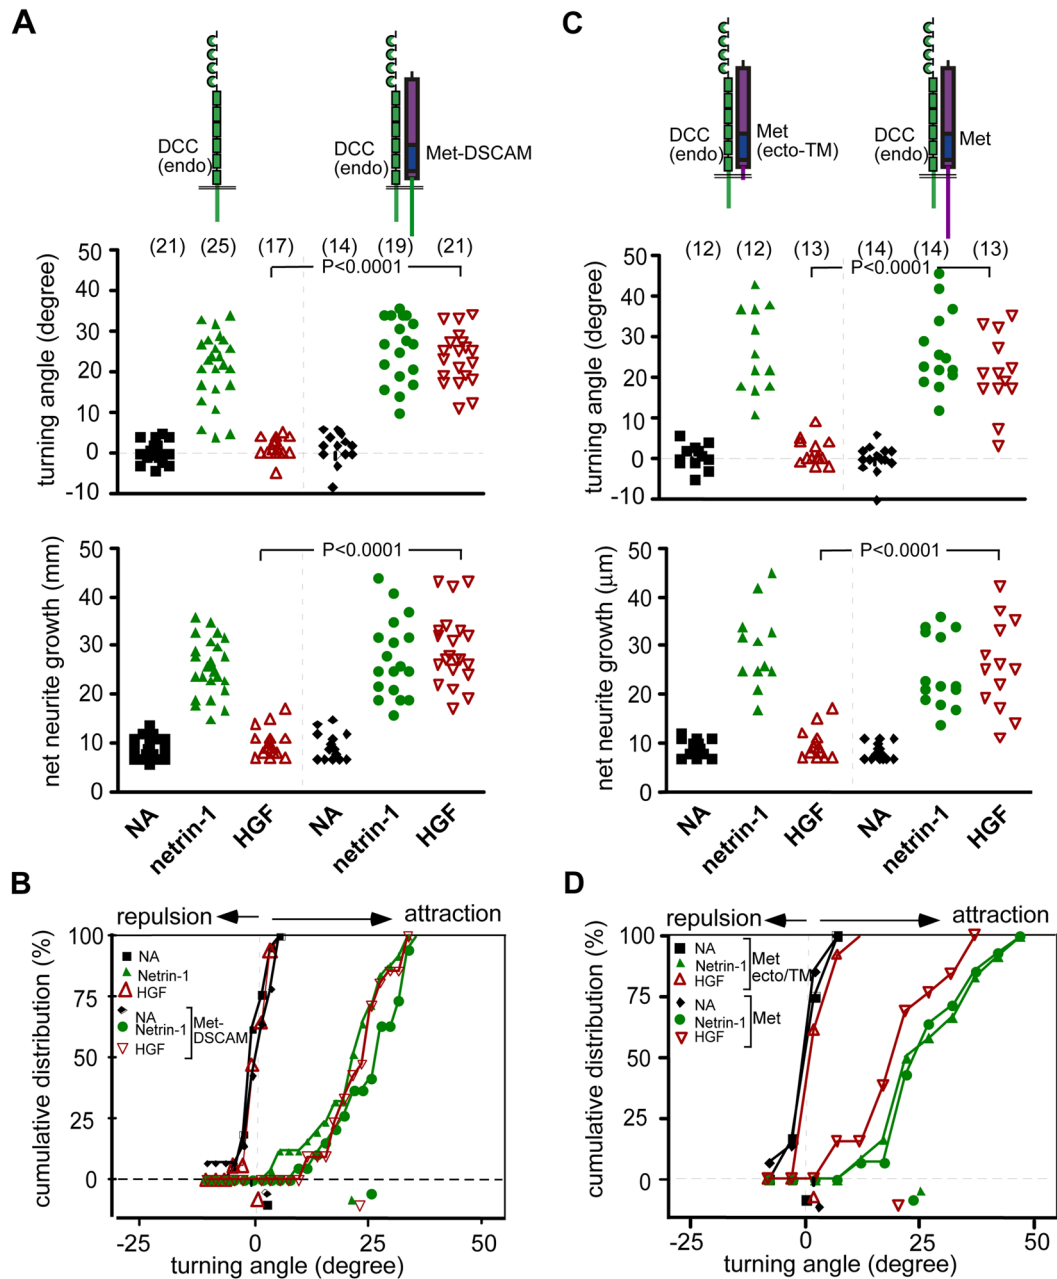 A
DCC
(endo)
DCC
(endo)
Met-DSCAM
(21) (25) (17) (14) (19) (21)
P<0.0001
turning angle (degree)
50
40
30
20
10
0
-10
P<0.0001
net neurite growth (mm)
50
40
30
20
10
0
NA netrin-1 HGF NA netrin-1 HGF
B
repulsion attraction
cumulative distribution (%)
100
75
50
25
0
NA
Netrin-1
HGF
NA
Netrin-1
HGF
Met-
DSCAM
-25 0 25 50
turning angle (degree)
C
DCC
(endo)
Met
(ecto-TM)
DCC
(endo)
Met
(12) (12) (13) (14) (14) (13)
P<0.0001
turning angle (degree)
50
40
30
20
10
0
-10
P<0.0001
net neurite growth (μm)
50
40
30
20
10
0
NA netrin-1 HGF NA netrin-1 HGF
D
repulsion attraction
cumulative distribution (%)
100
75
50
25
0
NA
Netrin-1
HGF
Met
ecto/TM
NA
Netrin-1
HGF
Met
-25 0 25 50
turning angle (degree)